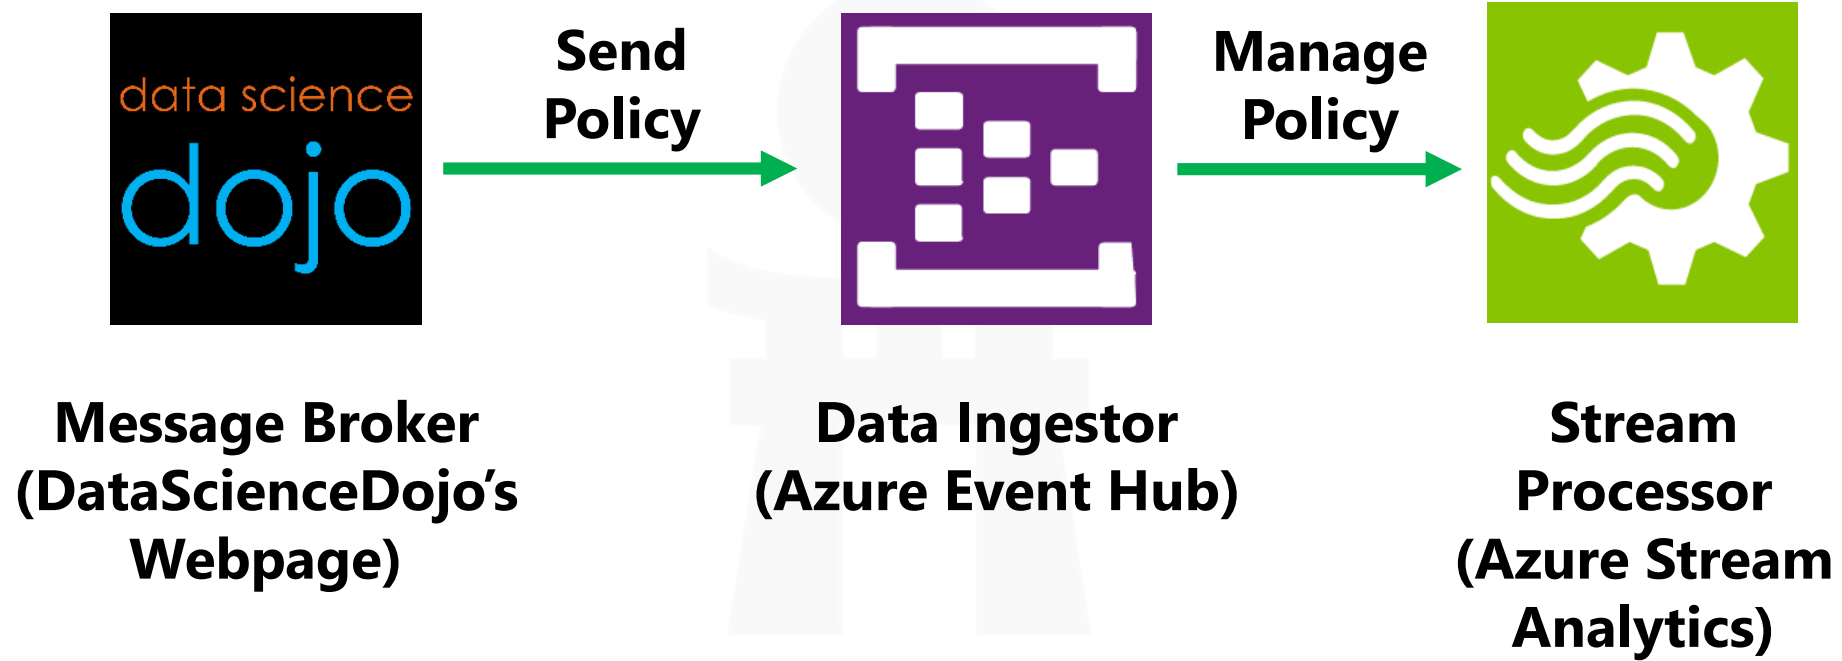 data science
dojo
Send
Policy
Manage
Policy
Message Broker
(DataScienceDojo’s
Webpage)
Data Ingestor
(Azure Event Hub)
Stream
Processor
(Azure Stream
Analytics)